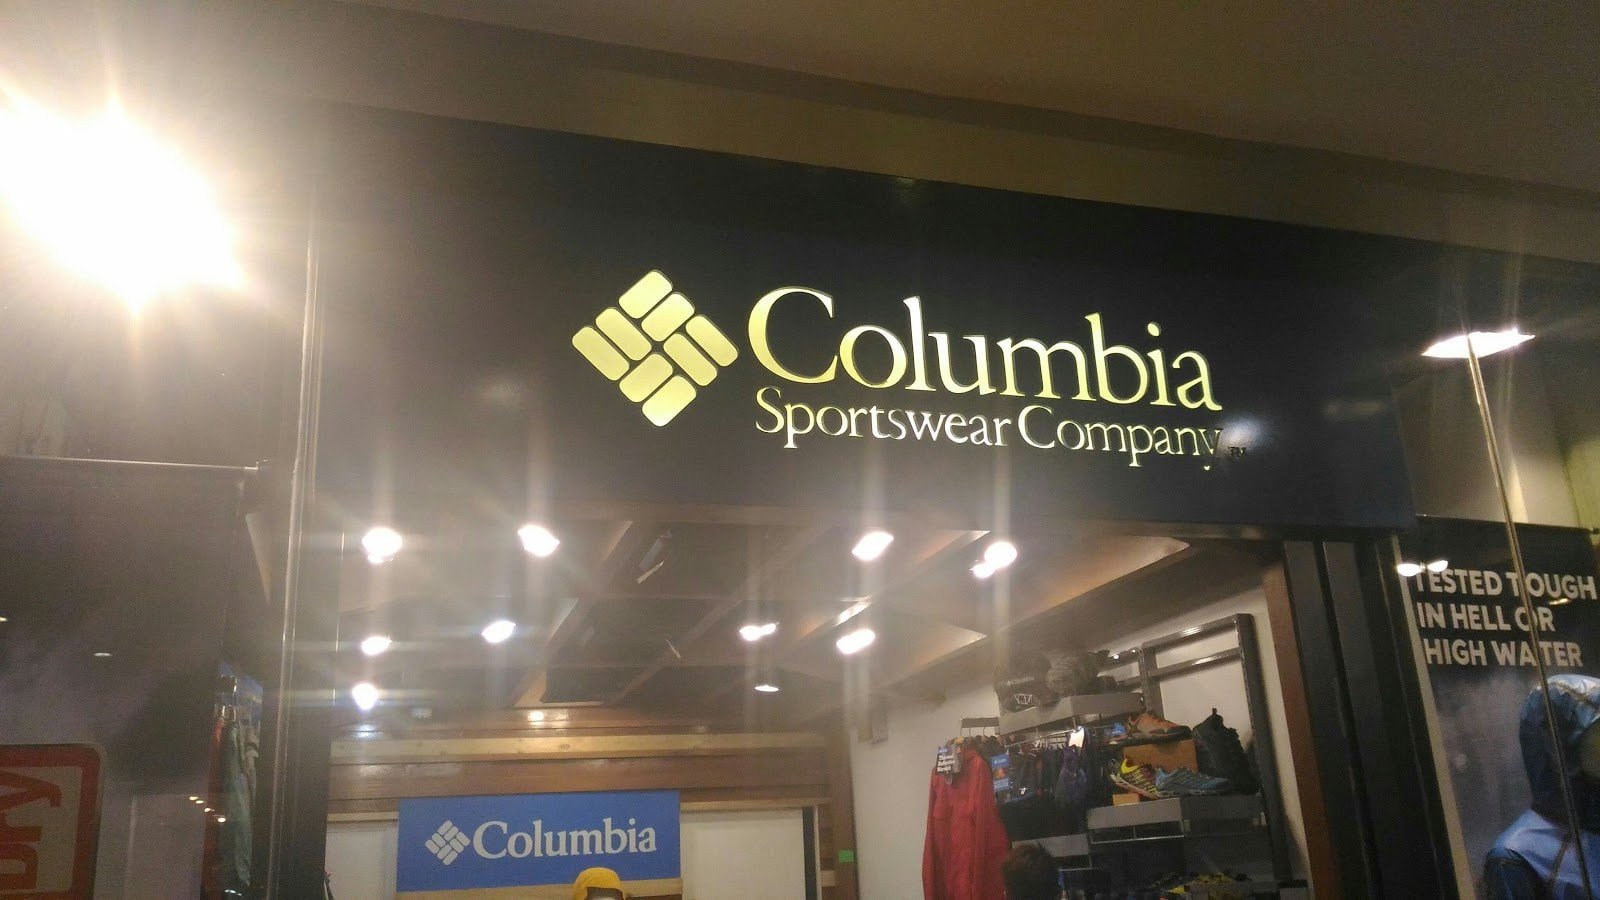 Columbia
Sportswear Company
TESTED TOUGH
IN HELL OR
HIGH WATER
Columbia